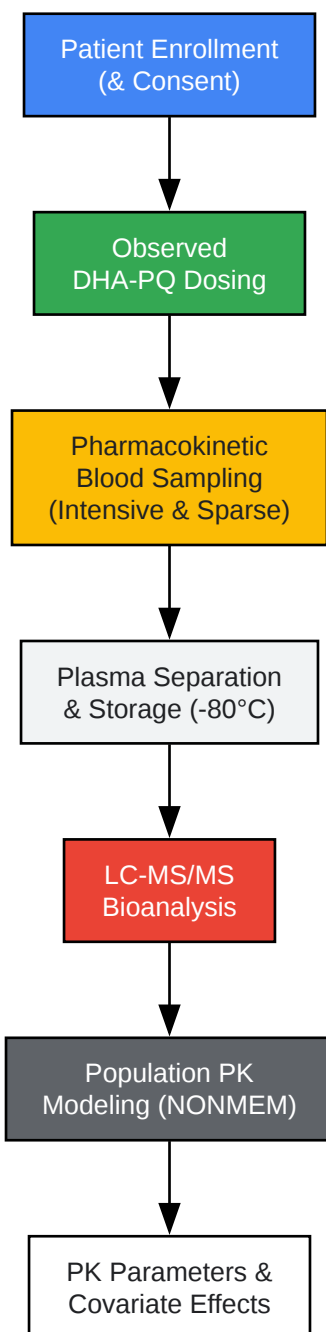 Patient Enrollment
(& Consent)
Observed
DHA-PQ Dosing
Pharmacokinetic
Blood Sampling
(Intensive & Sparse)
Plasma Separation
& Storage (-80°C)
LC-MS/MS
Bioanalysis
Population PK
Modeling (NONMEM)
PK Parameters &
Covariate Effects